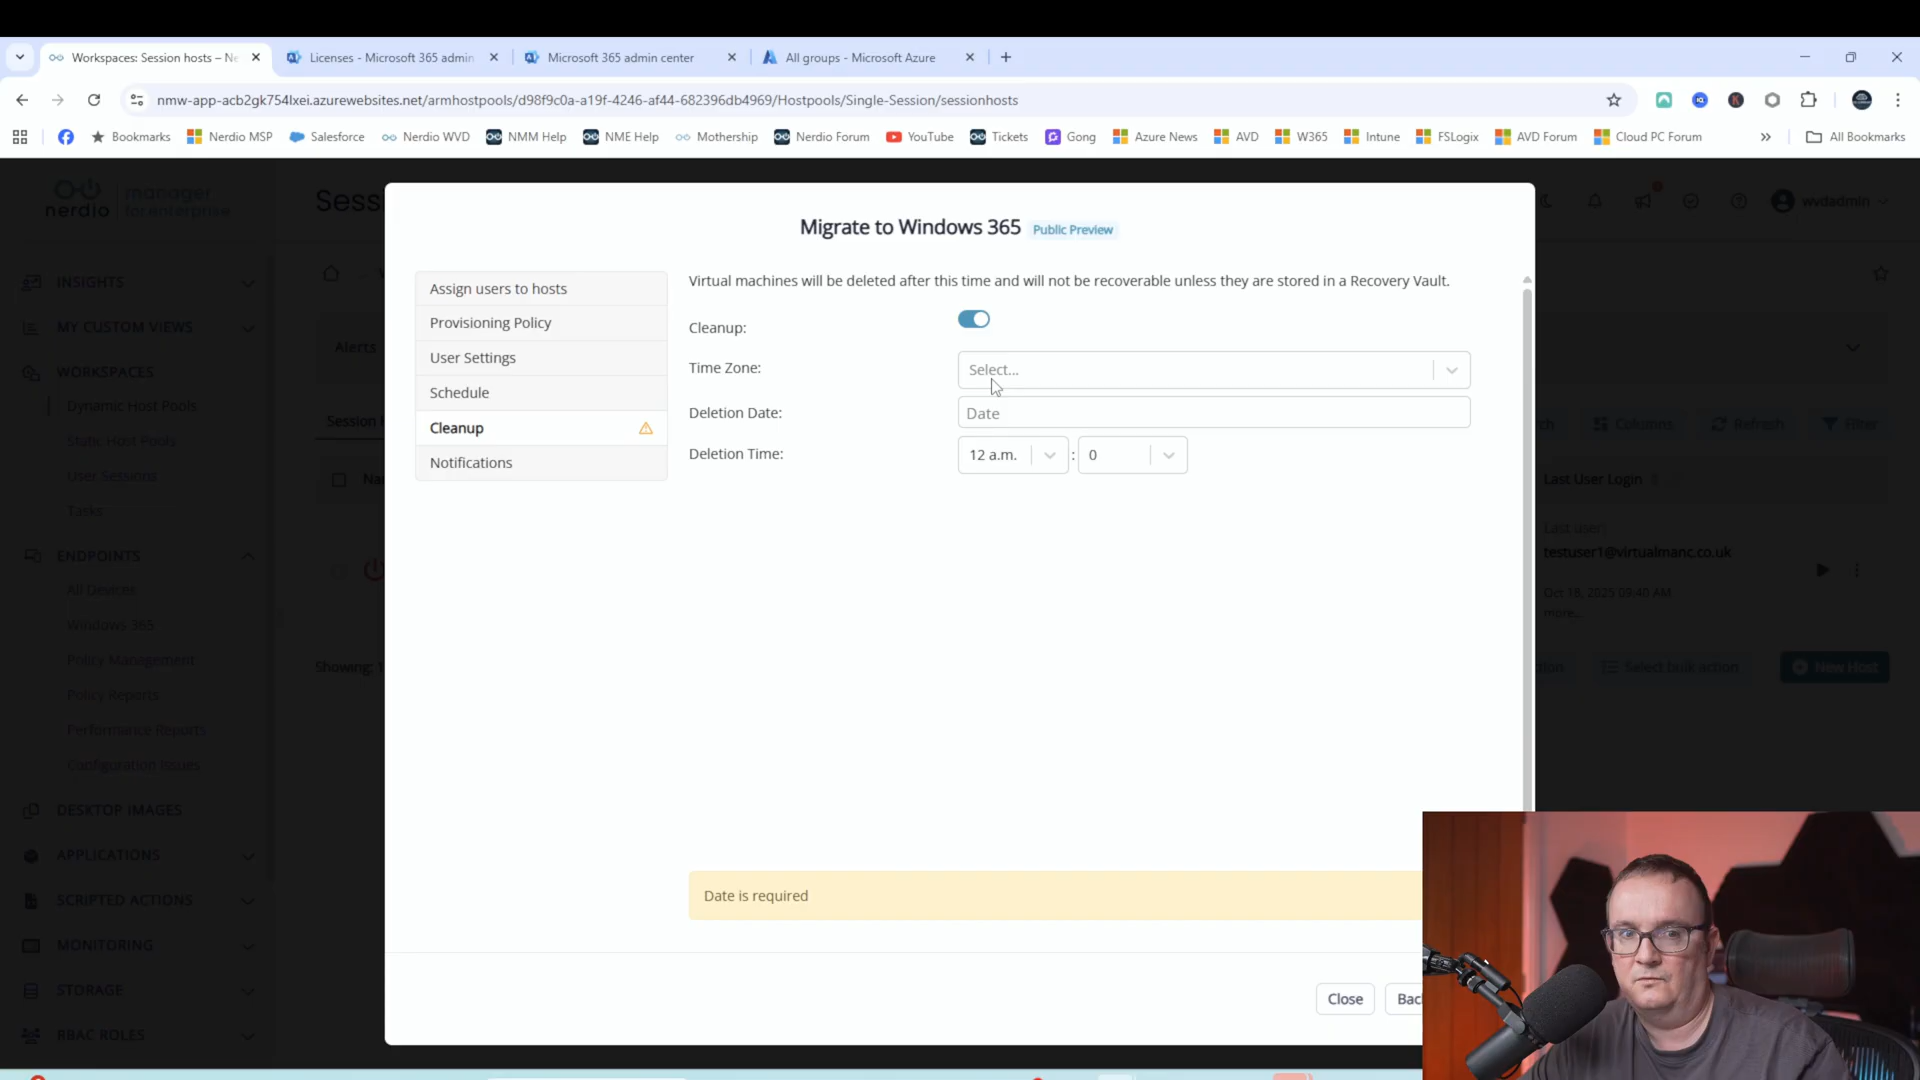 Workspaces: Session hosts – Ne
Licenses - Microsoft 365 admin
Microsoft 365 admin center
All groups - Microsoft Azure
nmw-app-acb2gk754lxei.azurewebsites.net/armhostpools/d98f9c0a-a19f-4246-af44-682396db4969/Hostpools/Single-Session/sessionhosts
Bookmarks
Nerdio MSP
Salesforce
Nerdio WVD
NMM Help
NME Help
Mothership
Nerdio Forum
YouTube
Tickets
Gong
Azure News
AVD
W365
Intune
FSLogix
AVD Forum
Cloud PC Forum
All Bookmarks
nerdio
manager
for enterprise
Sess
wvdadmin
INSIGHTS
MY CUSTOM VIEWS
WORKSPACES
Dynamic Host Pools
Static Host Pools
User Sessions
Tasks
ENDPOINTS
All Devices
Windows 365
Policy Management
Policy Reports
Performance Reports
Configuration Issues
DESKTOP IMAGES
APPLICATIONS
SCRIPTED ACTIONS
MONITORING
STORAGE
RBAC ROLES
Alerts
Session
Na
Showing:
Migrate to Windows 365
Public Preview
Assign users to hosts
Provisioning Policy
User Settings
Schedule
Cleanup
Notifications
Virtual machines will be deleted after this time and will not be recoverable unless they are stored in a Recovery Vault.
Cleanup:
Time Zone:
Select...
Deletion Date:
Date
Deletion Time:
12 a.m.
:
0
Date is required
Close
Bac
Columns
Refresh
Filter
Last User Login
Last user:
testuser1@virtualmanc.co.uk
Oct 18, 2025 09:40 AM
more...
Select bulk action
New Host